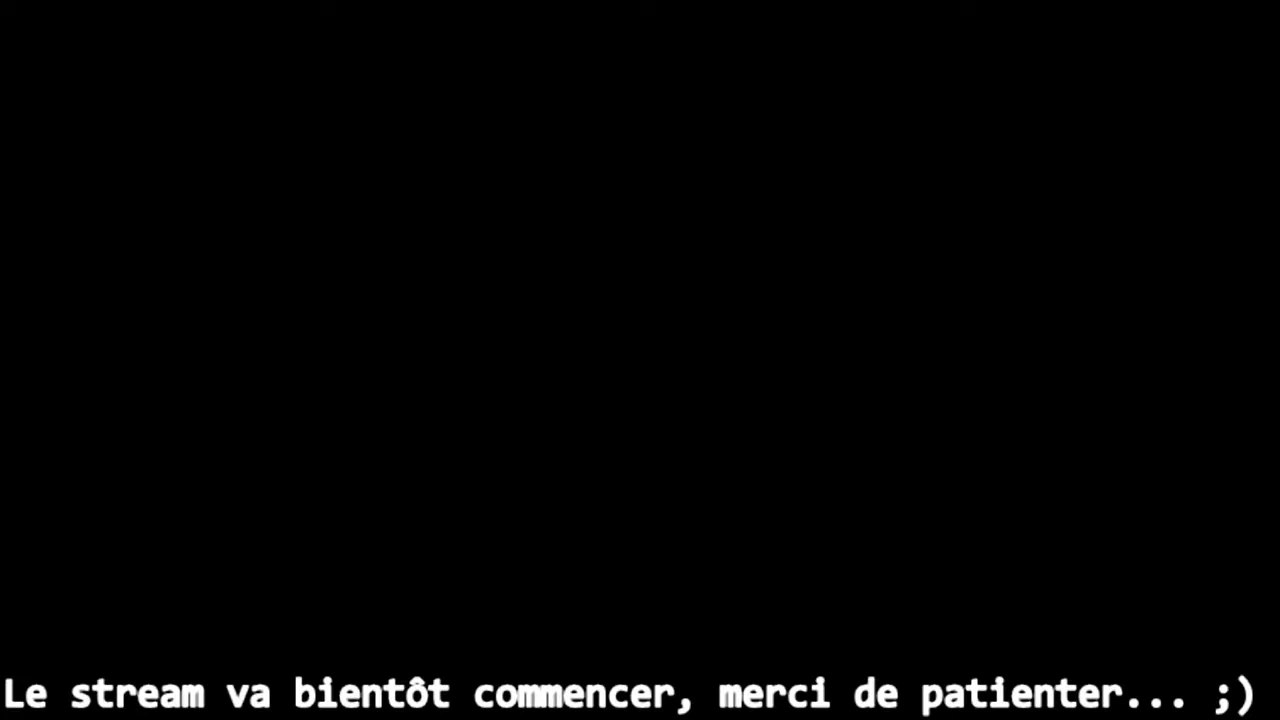 Le stream va bientôt commencer, merci de patienter... ;)